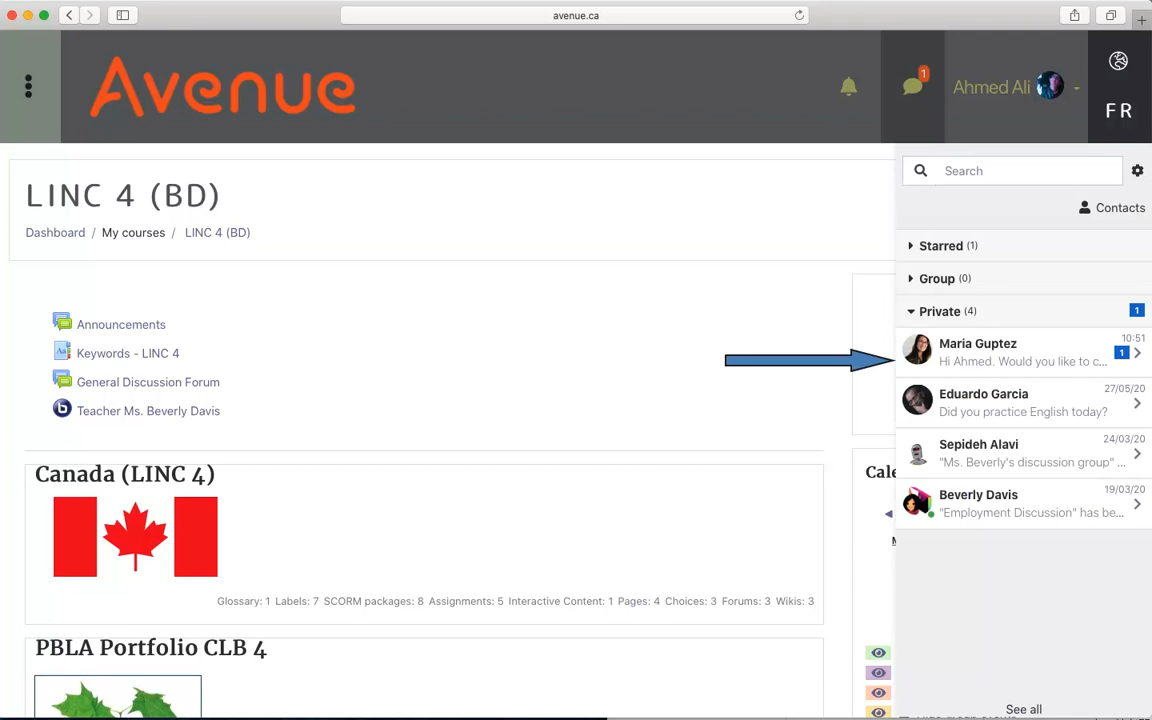 avenue.ca
Avenue
1
Ahmed Ali
FR
Search
Contacts
LINC 4 (BD)
Dashboard / My courses / LINC 4 (BD)
Starred (1)
Group (0)
Private (4) 1
Maria Guptez 10:51
Hi Ahmed. Would you like to c... 1
Eduardo Garcia 27/05/20
Did you practice English today?
Sepideh Alavi 24/03/20
"Ms. Beverly's discussion group" ...
Beverly Davis 19/03/20
"Employment Discussion" has be...
See all
Announcements
Keywords - LINC 4
General Discussion Forum
Teacher Ms. Beverly Davis
Canada (LINC 4)
Glossary: 1 Labels: 7 SCORM packages: 8 Assignments: 5 Interactive Content: 1 Pages: 4 Choices: 3 Forums: 3 Wikis: 3
PBLA Portfolio CLB 4
Cale